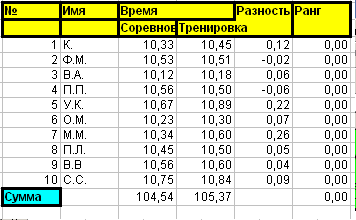 № Имя Время Разность Ранг
Соревнов Тренировка
1 К. 10,33 10,45 0,12 0,00
2 Ф.М. 10,53 10,51 -0,02 0,00
3 В.А. 10,12 10,18 0,06 0,00
4 П.П. 10,56 10,50 -0,06 0,00
5 У.К. 10,67 10,89 0,22 0,00
6 О.М. 10,23 10,30 0,07 0,00
7 М.М. 10,34 10,60 0,26 0,00
8 П.Л. 10,45 10,50 0,05 0,00
9 В.В 10,56 10,60 0,04 0,00
10 С.С. 10,75 10,84 0,09 0,00
Сумма 104,54 105,37 0,00